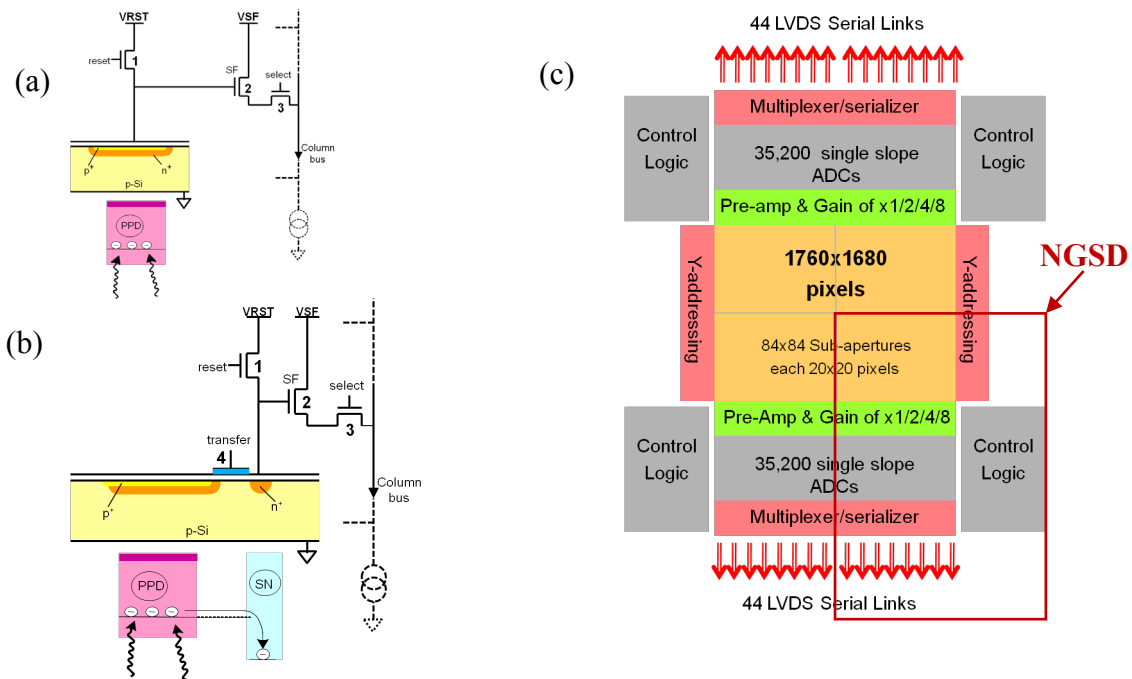 (a)
VRST
VSF
reset
1
SF
2
select
3
Column
bus
p+
n+
p-Si
PPD
− − −
(b)
VRST
VSF
reset
1
SF
2
select
3
transfer
4
Column
bus
p+
n+
p-Si
PPD
− − −
SN
−
(c)
44 LVDS Serial Links
Multiplexer/serializer
Control
Logic
35,200 single slope
ADCs
Control
Logic
Pre-amp & Gain of x1/2/4/8
Y-addressing
1760x1680
pixels
Y-addressing
NGSD
84x84 Sub-apertures
each 20x20 pixels
Pre-Amp & Gain of x1/2/4/8
Control
Logic
35,200 single slope
ADCs
Control
Logic
Multiplexer/serializer
44 LVDS Serial Links